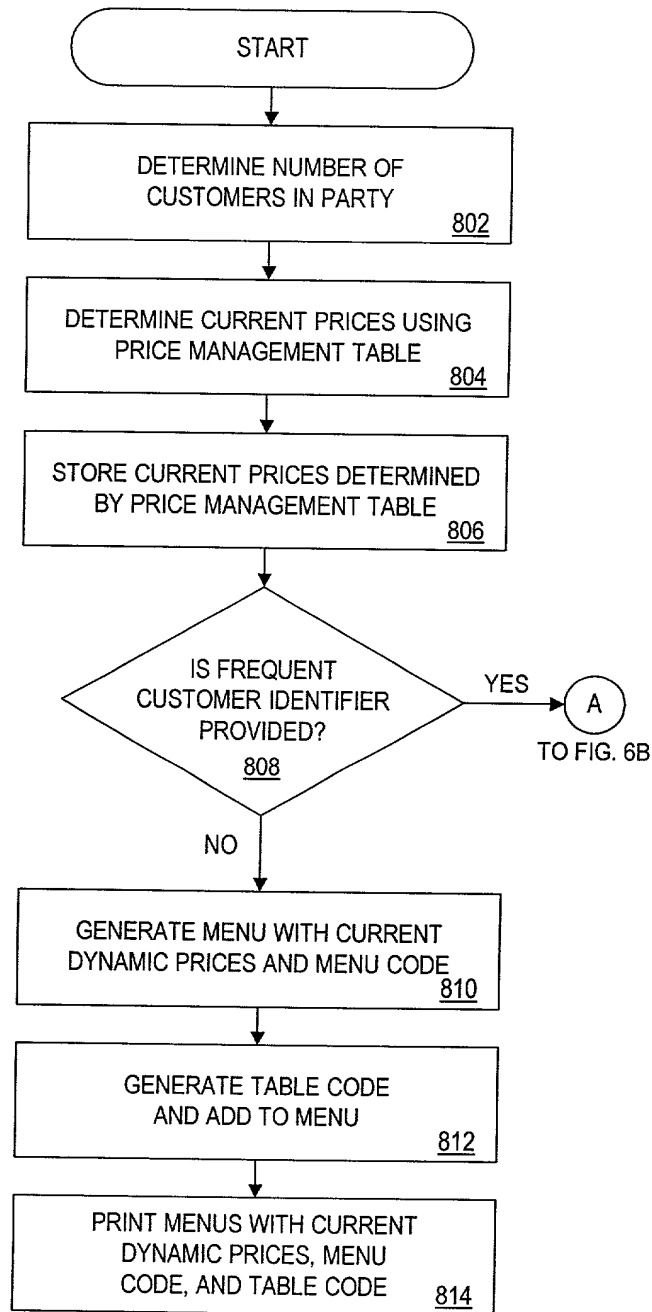 START
DETERMINE NUMBER OF
CUSTOMERS IN PARTY
802
DETERMINE CURRENT PRICES USING
PRICE MANAGEMENT TABLE
804
STORE CURRENT PRICES DETERMINED
BY PRICE MANAGEMENT TABLE
806
IS FREQUENT
CUSTOMER IDENTIFIER
PROVIDED?
808
YES
A
TO FIG. 6B
NO
GENERATE MENU WITH CURRENT
DYNAMIC PRICES AND MENU CODE
810
GENERATE TABLE CODE
AND ADD TO MENU
812
PRINT MENUS WITH CURRENT
DYNAMIC PRICES, MENU
CODE, AND TABLE CODE
814